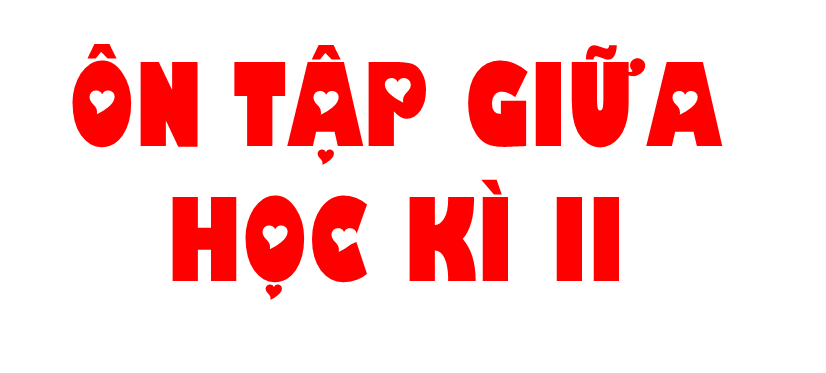 ÔN TẬP GIỮA
HỌC KÌ II